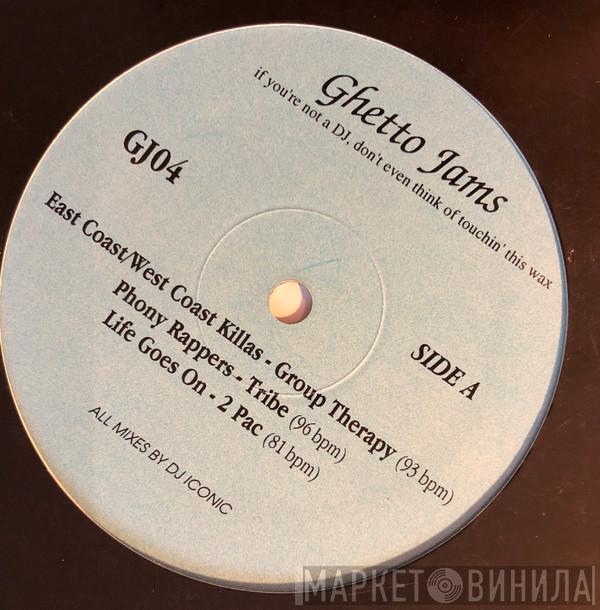 Ghetto Jams
if you're not a DJ, don't even think of touchin' this wax
GJ04
SIDE A
East Coast/West Coast Killas - Group Therapy (93 bpm)
Phony Rappers - Tribe (96 bpm)
Life Goes On - 2 Pac (81 bpm)
ALL MIXES BY DJ ICONIC
МАРКЕТ ВИНИЛА